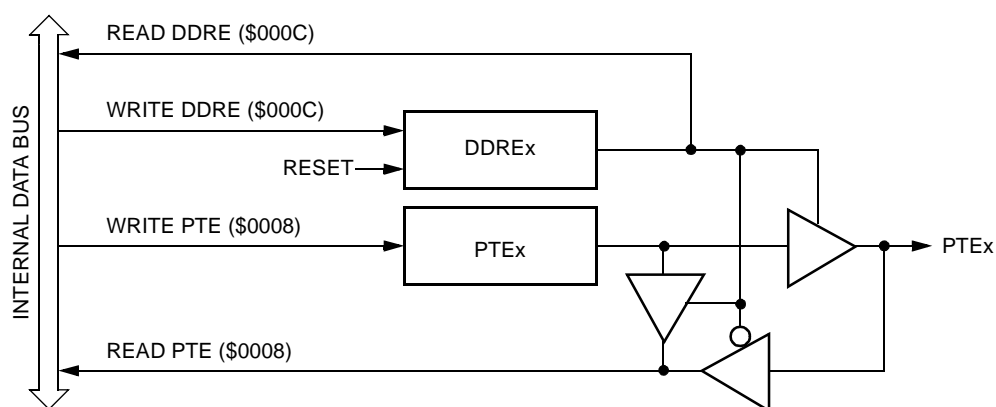 INTERNAL DATA BUS
READ DDRE ($000C)
WRITE DDRE ($000C)
DDREx
RESET
WRITE PTE ($0008)
PTEx
PTEx
READ PTE ($0008)